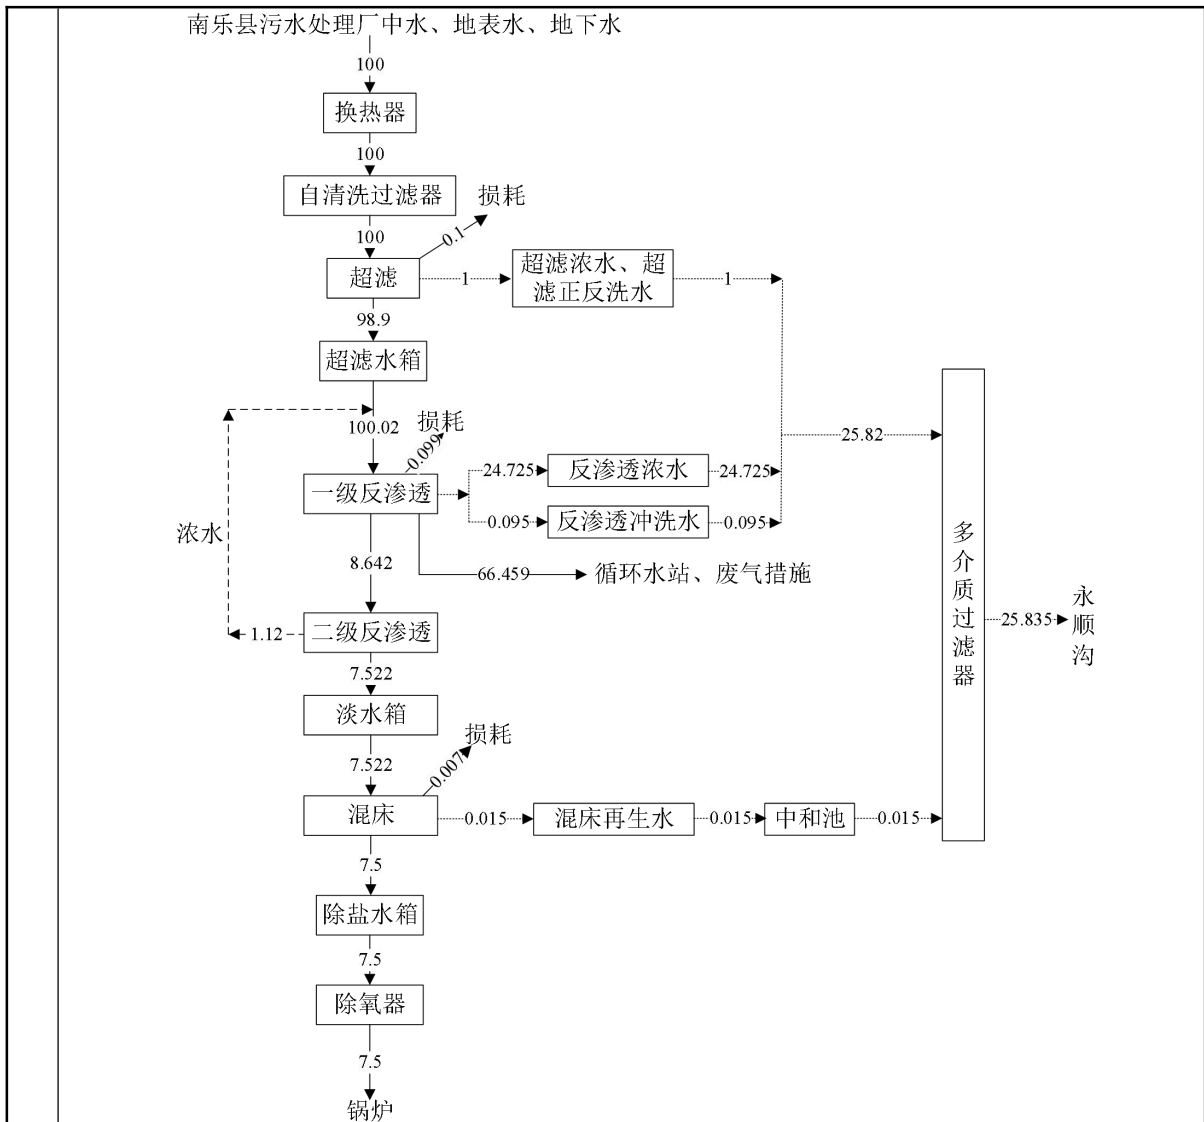 南乐县污水处理厂中水、地表水、地下水
100
换热器
100
自清洗过滤器
损耗
100
0.1
超滤
1
超滤浓水、超
滤正反洗水
1
98.9
超滤水箱
100.02
损耗
0.099
25.82
一级反渗透
24.725
反渗透浓水
24.725
0.095
反渗透冲洗水
0.095
浓水
8.642
66.459
循环水站、废气措施
多介质过滤器
25.835
永顺沟
1.12
二级反渗透
7.522
淡水箱
7.522
损耗
0.007
混床
0.015
混床再生水
0.015
中和池
0.015
7.5
除盐水箱
7.5
除氧器
7.5
锅炉